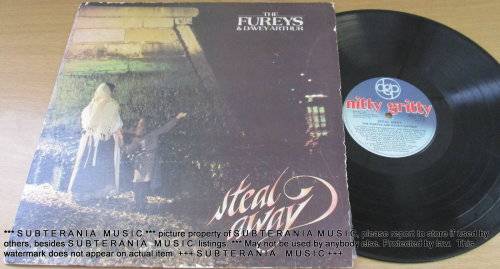 THE
FUREYS
& DAVEY ARTHUR
steal
away
nitty gritty
*** S U B T E R A N I A   M U S I C *** picture property of S U B T E R A N I A   M U S I C, please report to store if used by
others, besides S U B T E R A N I A   M U S I C listings. *** May not be used by anybody else. Protected by law.  This
watermark does not appear on actual item. +++ S U B T E R A N I A   M U S I C +++